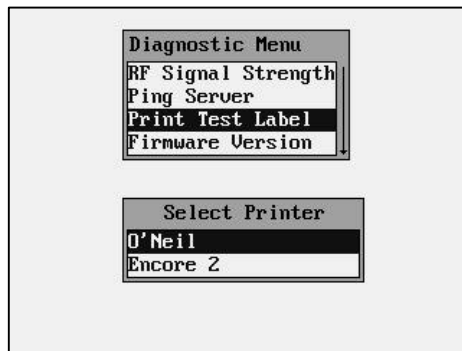 Diagnostic Menu
RF Signal Strength
Ping Server
Print Test Label
Firmware Version
Select Printer
O'Neil
Encore 2